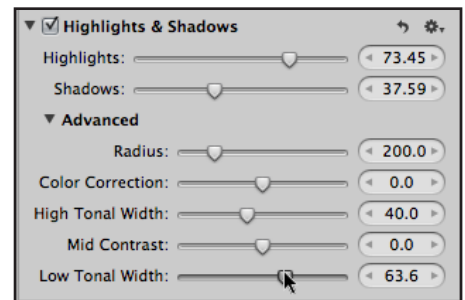 Highlights & Shadows
Highlights: 73.45
Shadows: 37.59
Advanced
Radius: 200.0
Color Correction: 0.0
High Tonal Width: 40.0
Mid Contrast: 0.0
Low Tonal Width: 63.6